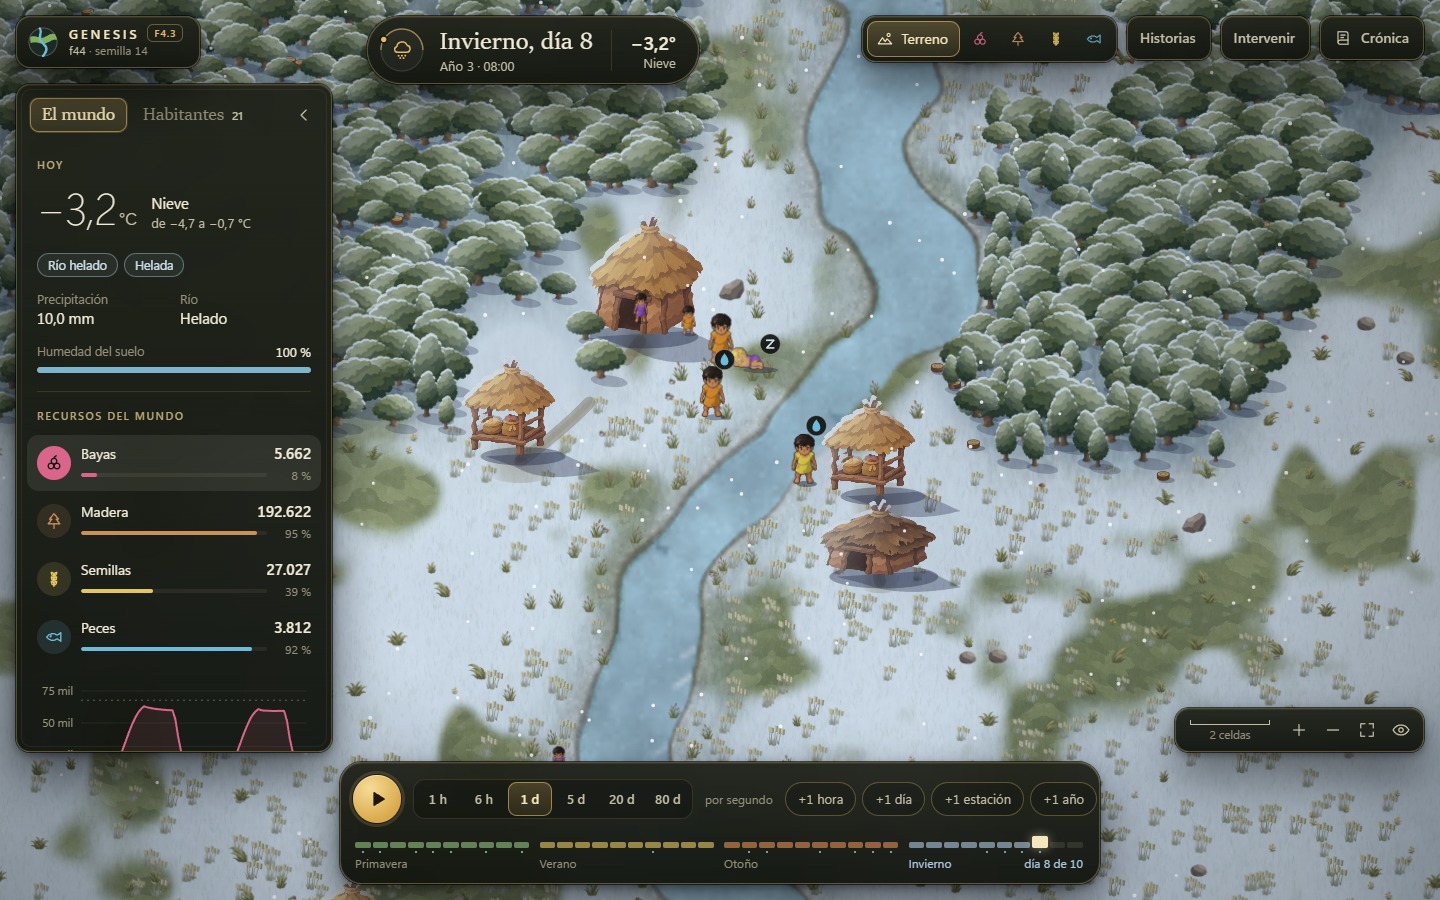 GENESIS F4.3
f44 · semilla 14
Invierno, día 8
Año 3 · 08:00
−3,2°
Nieve
Terreno
Historias
Intervenir
Crónica
El mundo
Habitantes 21
HOY
−3,2 °C
Nieve
de −4,7 a −0,7 °C
Río helado
Helada
Precipitación
10,0 mm
Río
Helado
Humedad del suelo 100 %
RECURSOS DEL MUNDO
Bayas 5.662
8 %
Madera 192.622
95 %
Semillas 27.027
39 %
Peces 3.812
92 %
75 mil
50 mil
Z
2 celdas
1 h 6 h 1 d 5 d 20 d 80 d por segundo +1 hora +1 día +1 estación +1 año
Primavera Verano Otoño Invierno día 8 de 10